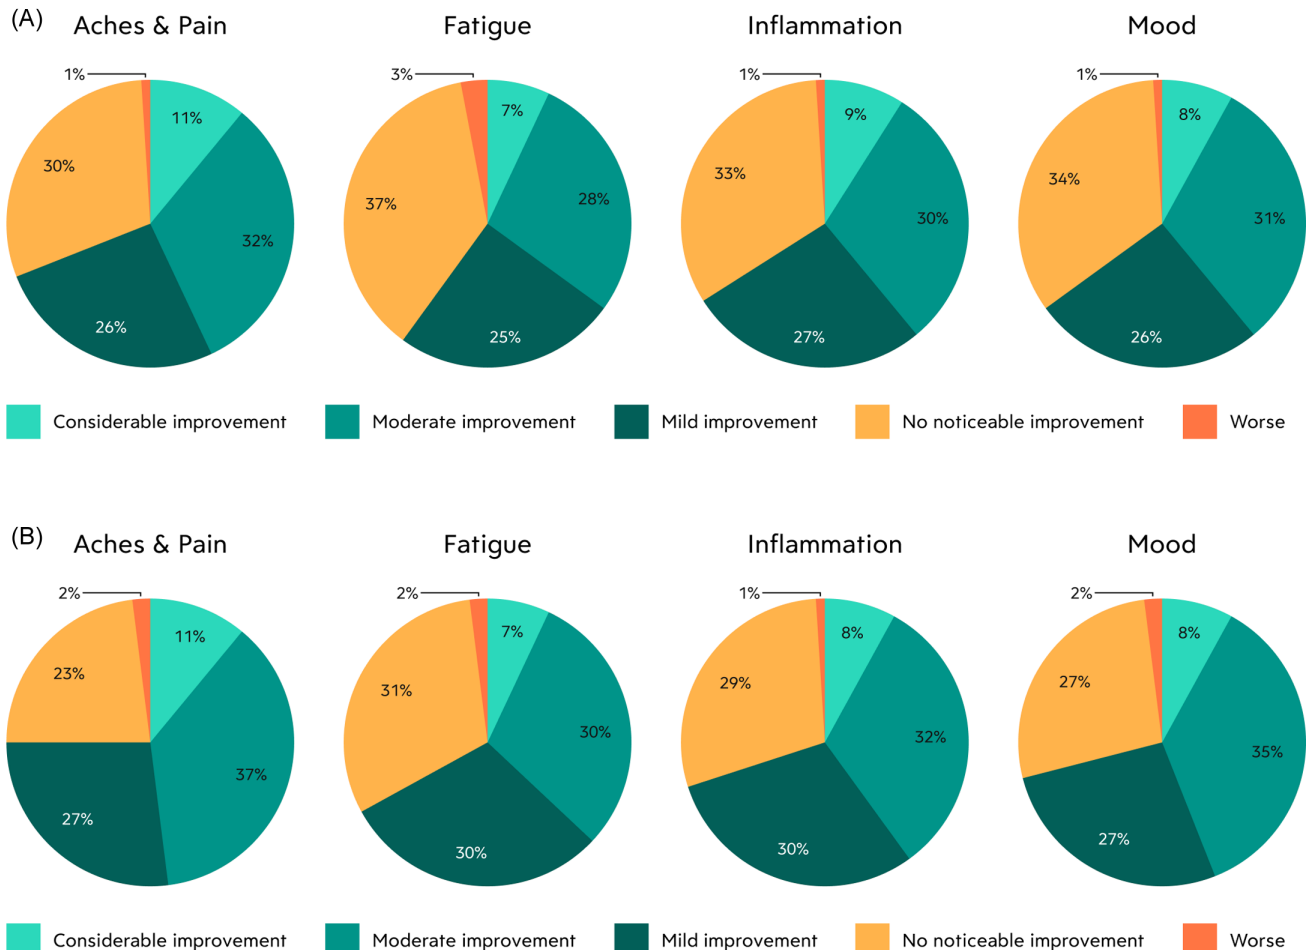 (A)
Aches & Pain Fatigue Inflammation Mood
1% 3% 1% 1%
11% 7% 9% 8%
30% 37% 33% 34%
32% 28% 30% 31%
26% 25% 27% 26%
Considerable improvement Moderate improvement Mild improvement No noticeable improvement Worse
(B)
Aches & Pain Fatigue Inflammation Mood
2% 2% 1% 2%
11% 7% 8% 8%
23% 31% 29% 27%
37% 30% 32% 35%
27% 30% 30% 27%
Considerable improvement Moderate improvement Mild improvement No noticeable improvement Worse